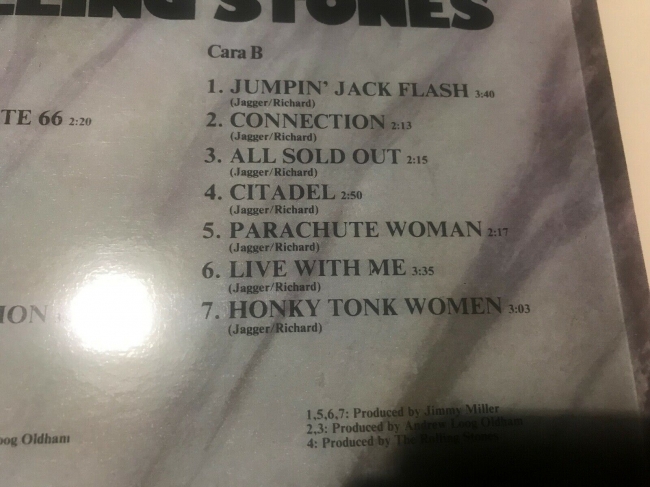 LLING STONES
Cara B
1. JUMPIN' JACK FLASH 3:40
(Jagger/Richard)
TE 66 2:20
2. CONNECTION 2:13
(Jagger/Richard)
3. ALL SOLD OUT 2:15
(Jagger/Richard)
4. CITADEL 2:50
(Jagger/Richard)
5. PARACHUTE WOMAN 2:17
(Jagger/Richard)
6. LIVE WITH ME 3:35
(Jagger/Richard)
ION
7. HONKY TONK WOMEN 3:03
(Jagger/Richard)
1,5,6,7: Produced by Jimmy Miller
2,3: Produced by Andrew Loog Oldham
4: Produced by The Rolling Stones
oog Oldham